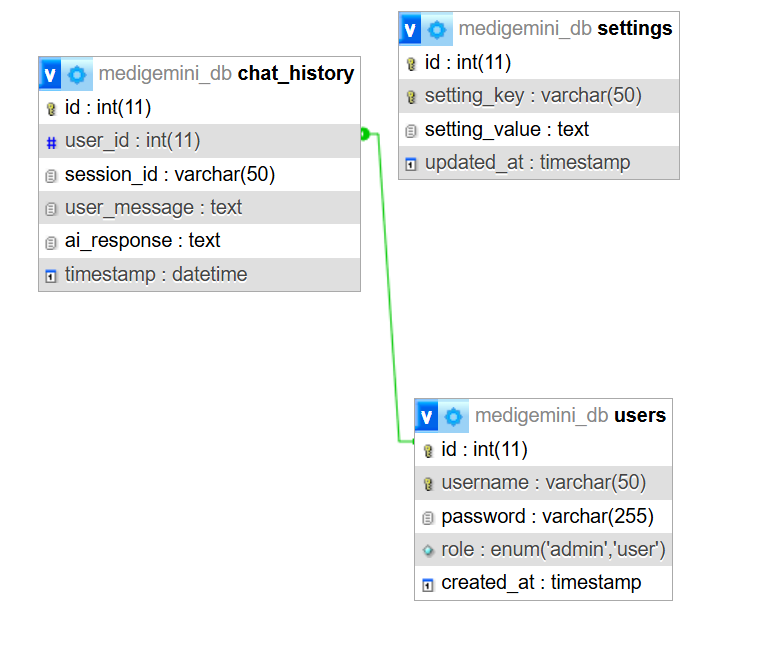 medigemini_db chat_history
id : int(11)
user_id : int(11)
session_id : varchar(50)
user_message : text
ai_response : text
timestamp : datetime
medigemini_db settings
id : int(11)
setting_key : varchar(50)
setting_value : text
updated_at : timestamp
medigemini_db users
id : int(11)
username : varchar(50)
password : varchar(255)
role : enum('admin','user')
created_at : timestamp